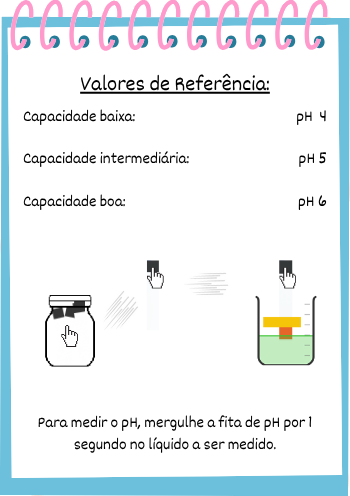 Valores de Referência:
Capacidade baixa: pH 4
Capacidade intermediária: pH 5
Capacidade boa: pH 6
Para medir o pH, mergulhe a fita de pH por 1
segundo no líquido a ser medido.